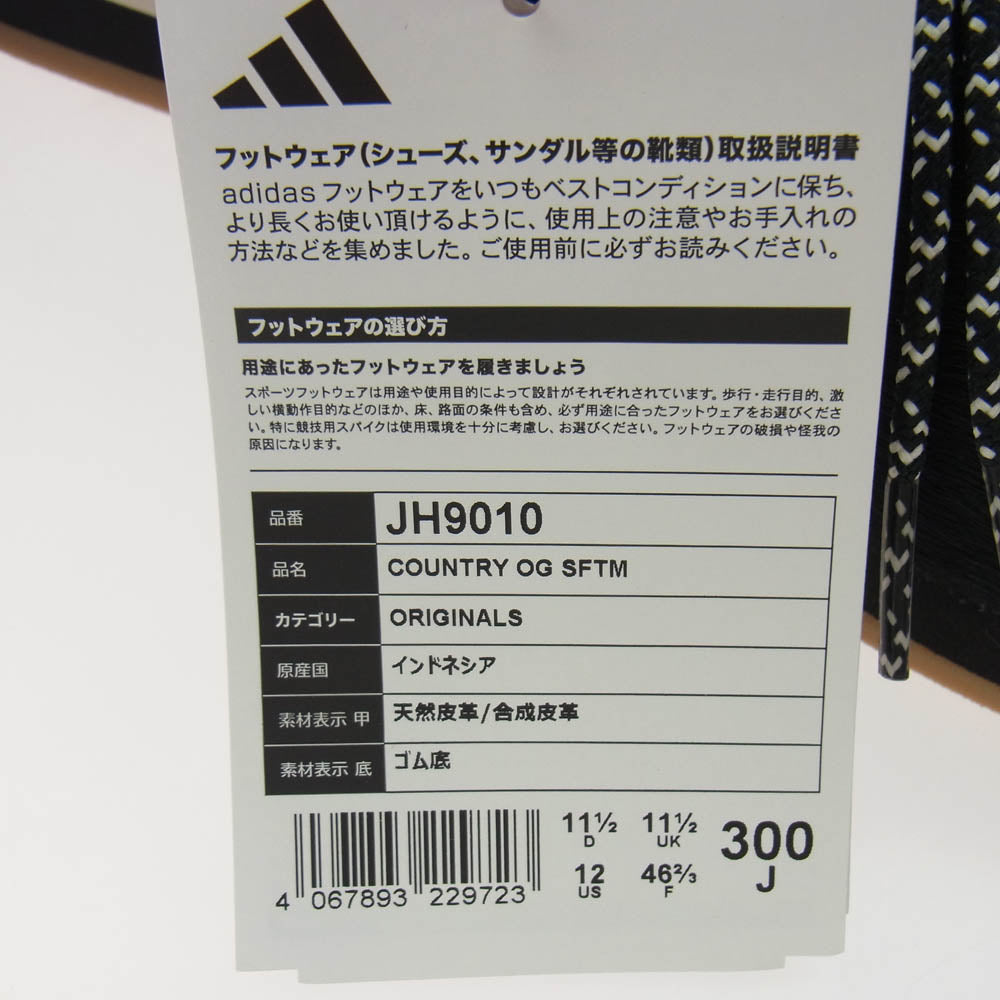 フットウェア(シューズ、サンダル等の靴類)取扱説明書
adidas フットウェアをいつもベストコンディションに保ち、
より長くお使い頂けるように、使用上の注意やお手入れの
方法などを集めました。ご使用前に必ずお読みください。
フットウェアの選び方
用途にあったフットウェアを履きましょう
スポーツフットウェアは用途や使用目的によって設計がそれぞれされています。歩行・走行目的、激
しい横動作目的などのほか、床、路面の条件も含め、必ず用途に合ったフットウェアをお選びくださ
い。特に競技用スパイクは使用環境を十分に考慮し、お選びください。フットウェアの破損や怪我の
原因になります。
品番 JH9010
品名 COUNTRY OG SFTM
カテゴリー ORIGINALS
原産国 インドネシア
素材表示 甲 天然皮革/合成皮革
素材表示 底 ゴム底
11½ 11½ 300
D UK J
12 46⅔
US F
4 067893 229723